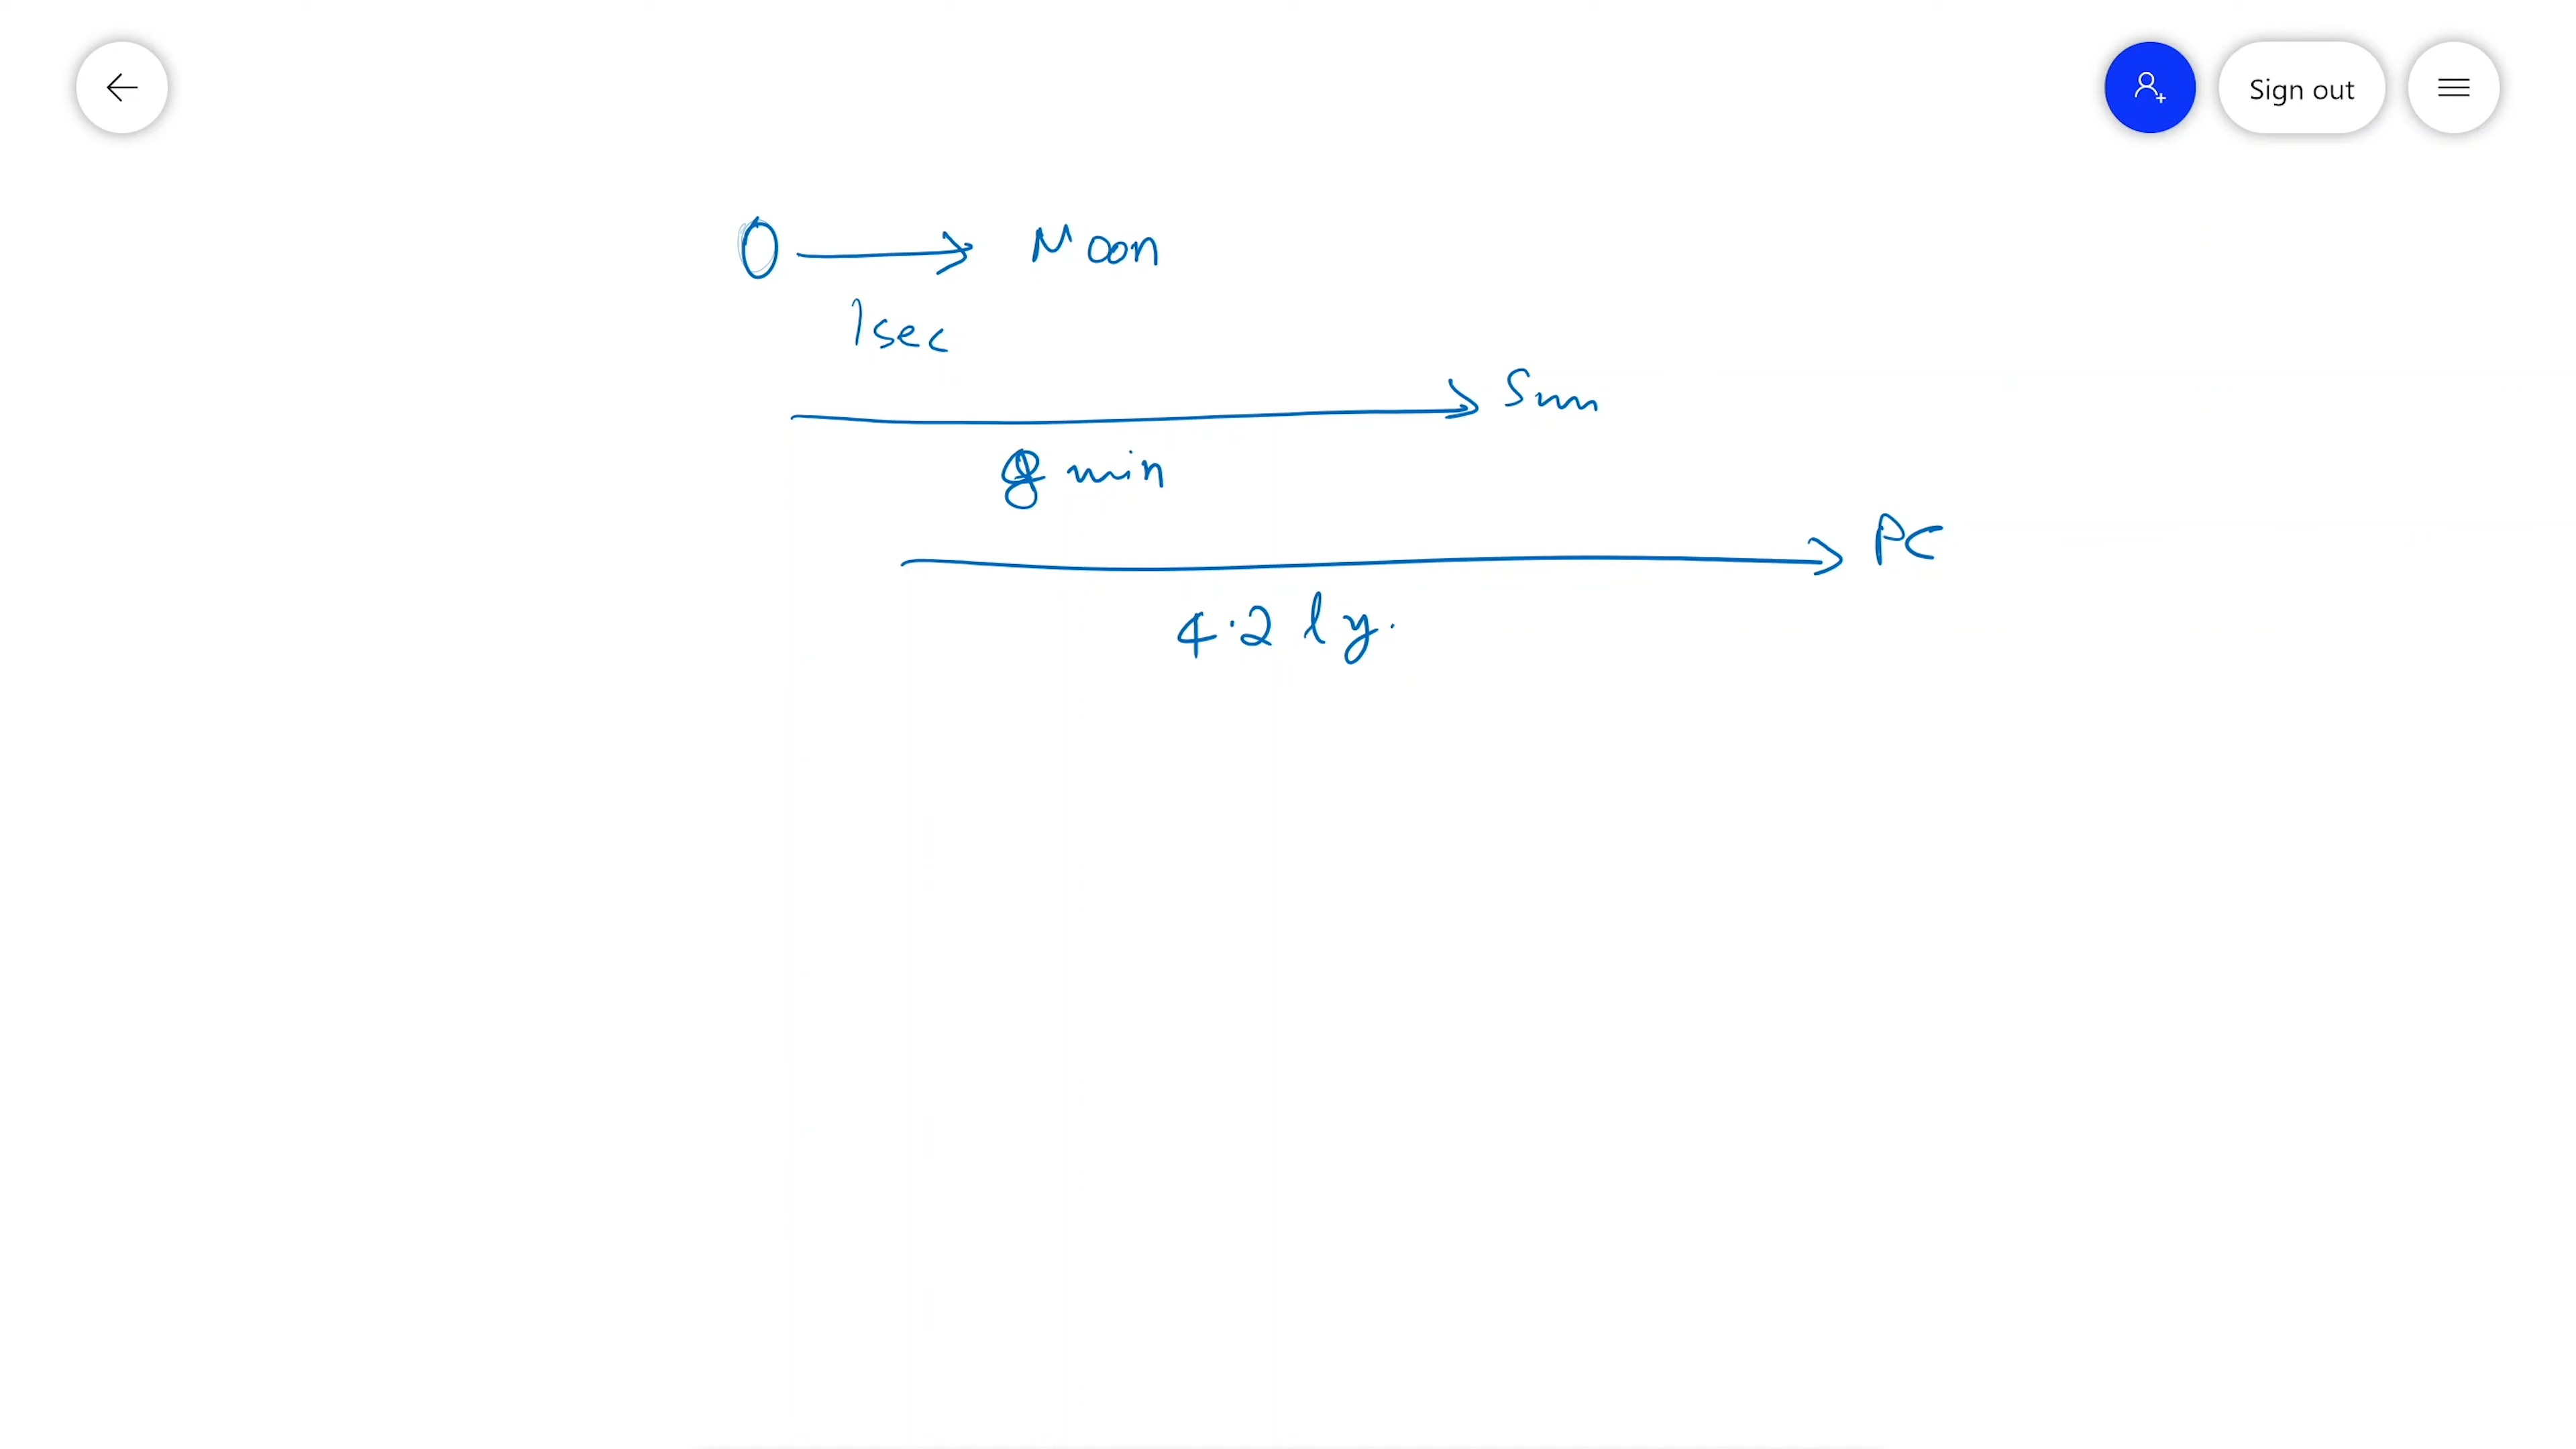 Sign out
O → Moon
1sec
→ Sun
8 min
→ PC
4.2 ly.